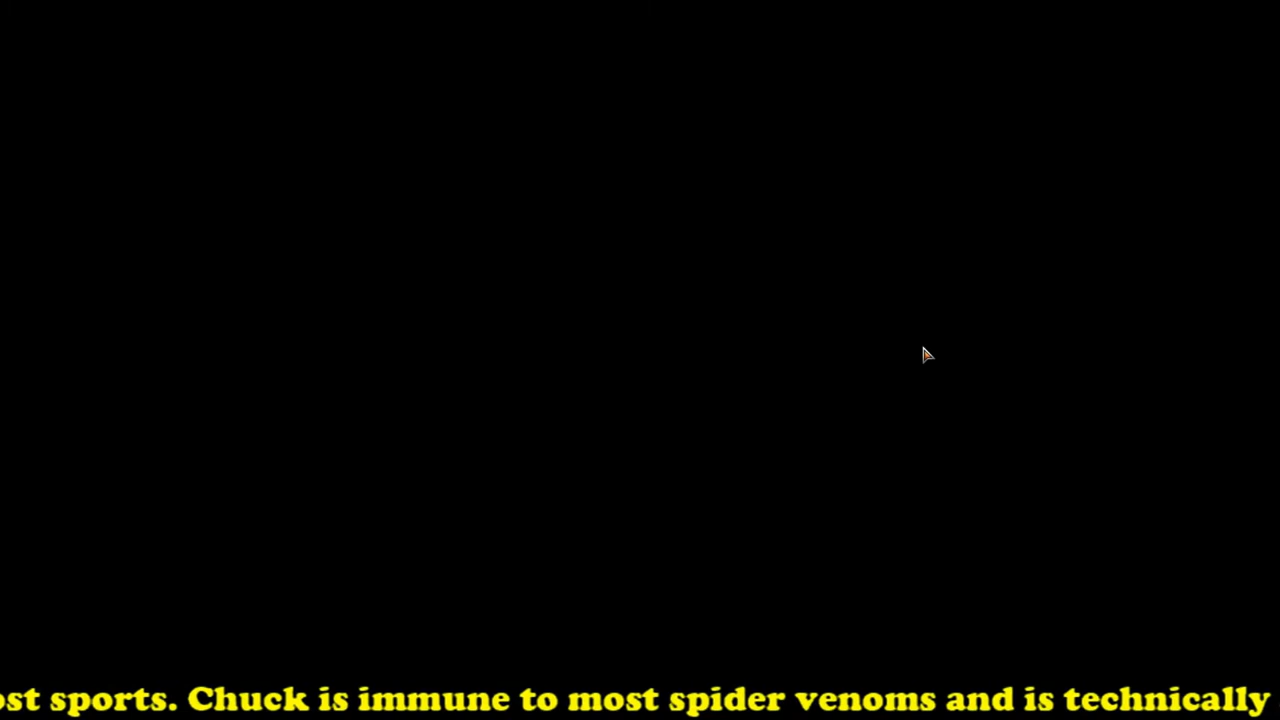 ost sports. Chuck is immune to most spider venoms and is technically